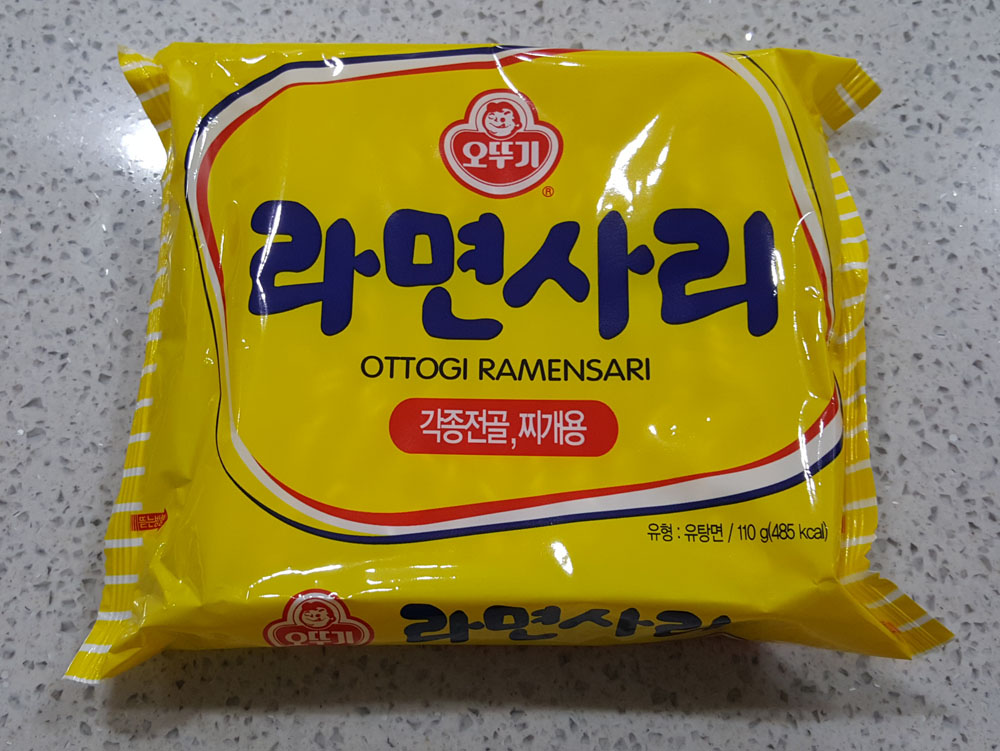 오뚜기
®
라면사리
OTTOGI RAMENSARI
각종전골, 찌개용
유형 : 유탕면 / 110 g(485 kcal)
오뚜기 라면사리